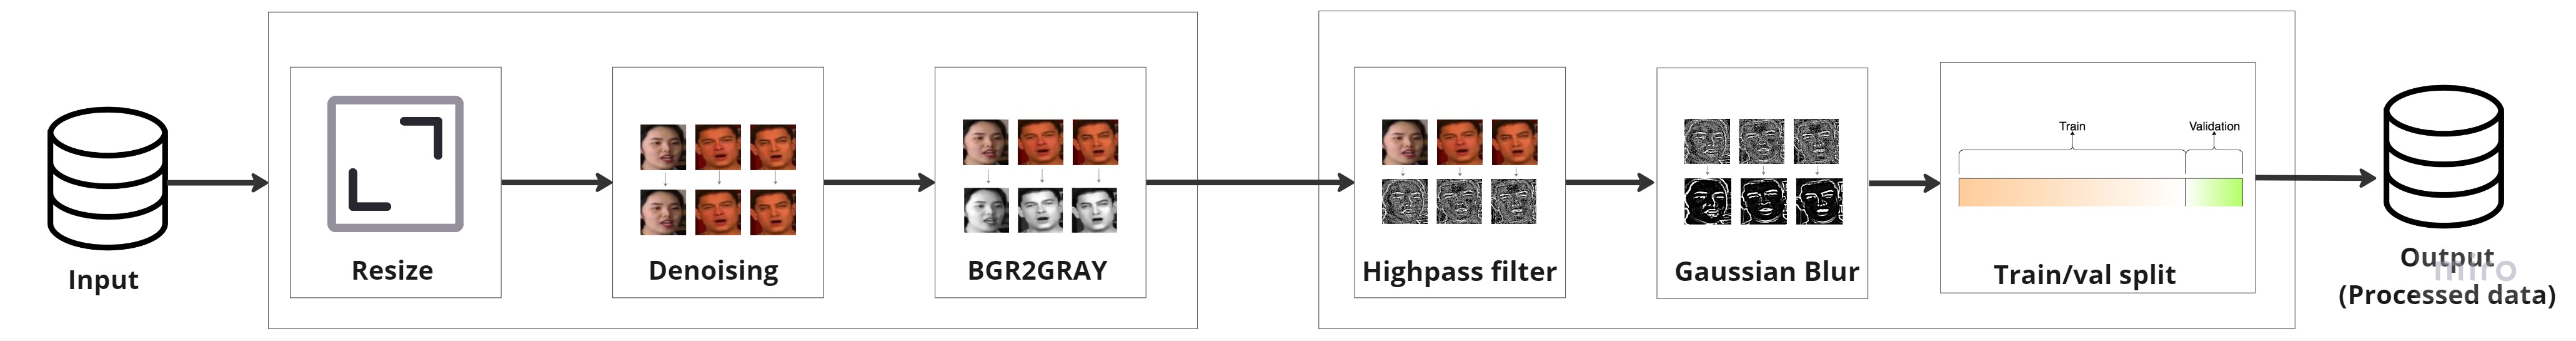 Input
Resize
Denoising
BGR2GRAY
Highpass filter
Gaussian Blur
Train
Validation
Train/val split
Output
(Processed data)
miro